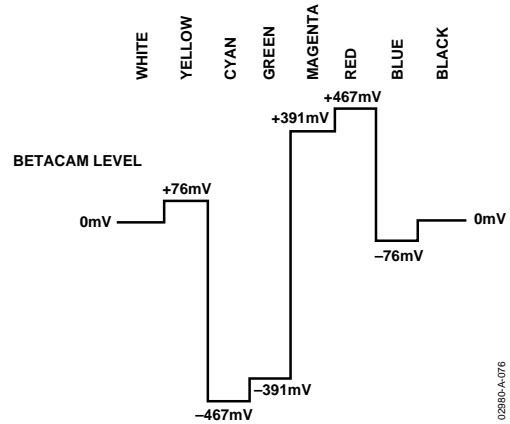 WHITE
YELLOW
CYAN
GREEN
MAGENTA
RED
BLUE
BLACK
+467mV
+391mV
BETACAM LEVEL
+76mV
0mV
0mV
–76mV
–391mV
–467mV
02980-A-076